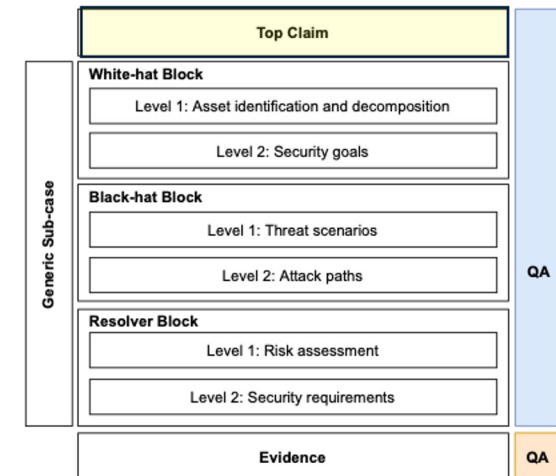 Top Claim
Generic Sub-case
White-hat Block
Level 1: Asset identification and decomposition
Level 2: Security goals
Black-hat Block
Level 1: Threat scenarios
Level 2: Attack paths
QA
Resolver Block
Level 1: Risk assessment
Level 2: Security requirements
Evidence
QA